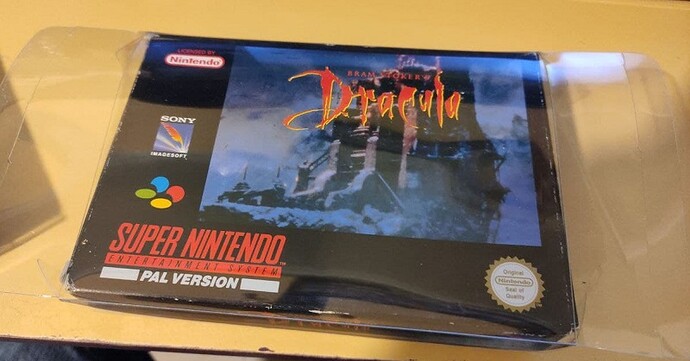 LICENSED BY
Nintendo
BRAM STOKER'S
Dracula
SONY
IMAGESOFT
SUPER NINTENDO
ENTERTAINMENT SYSTEM
PAL VERSION
Original
Nintendo
Seal of
Quality